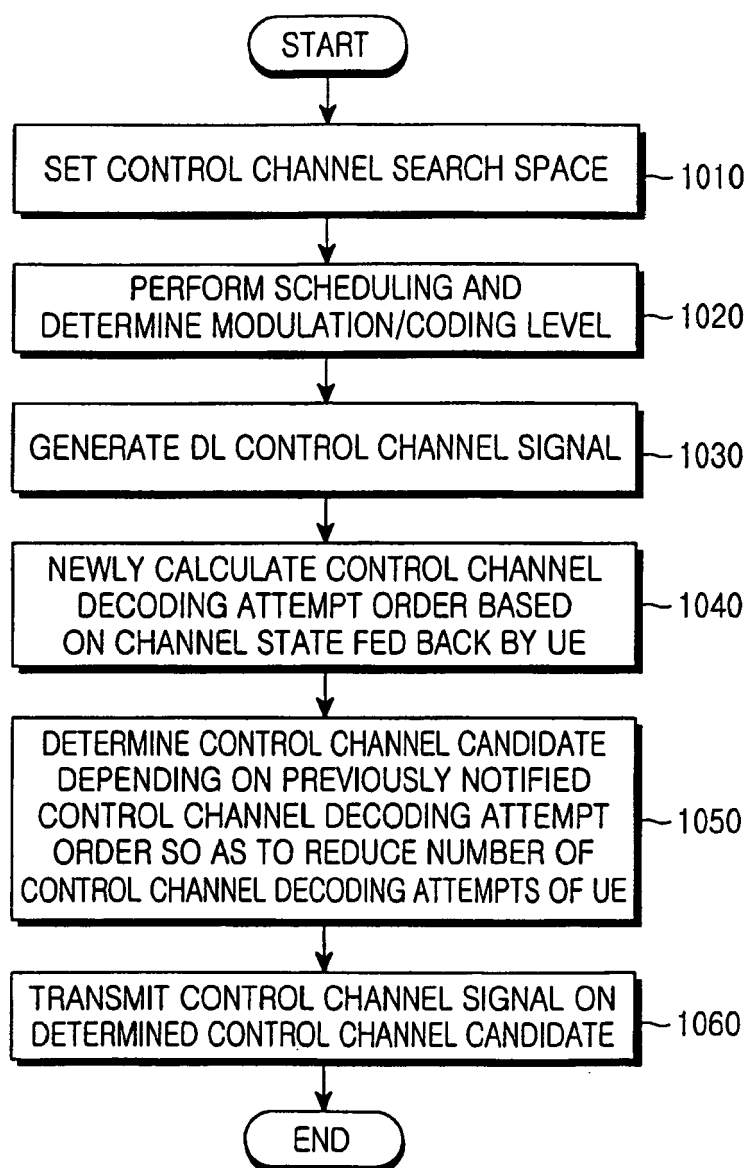 START
SET CONTROL CHANNEL SEARCH SPACE
1010
PERFORM SCHEDULING AND
DETERMINE MODULATION/CODING LEVEL
1020
GENERATE DL CONTROL CHANNEL SIGNAL
1030
NEWLY CALCULATE CONTROL CHANNEL
DECODING ATTEMPT ORDER BASED
ON CHANNEL STATE FED BACK BY UE
1040
DETERMINE CONTROL CHANNEL CANDIDATE
DEPENDING ON PREVIOUSLY NOTIFIED
CONTROL CHANNEL DECODING ATTEMPT
ORDER SO AS TO REDUCE NUMBER OF
CONTROL CHANNEL DECODING ATTEMPTS OF UE
1050
TRANSMIT CONTROL CHANNEL SIGNAL ON
DETERMINED CONTROL CHANNEL CANDIDATE
1060
END